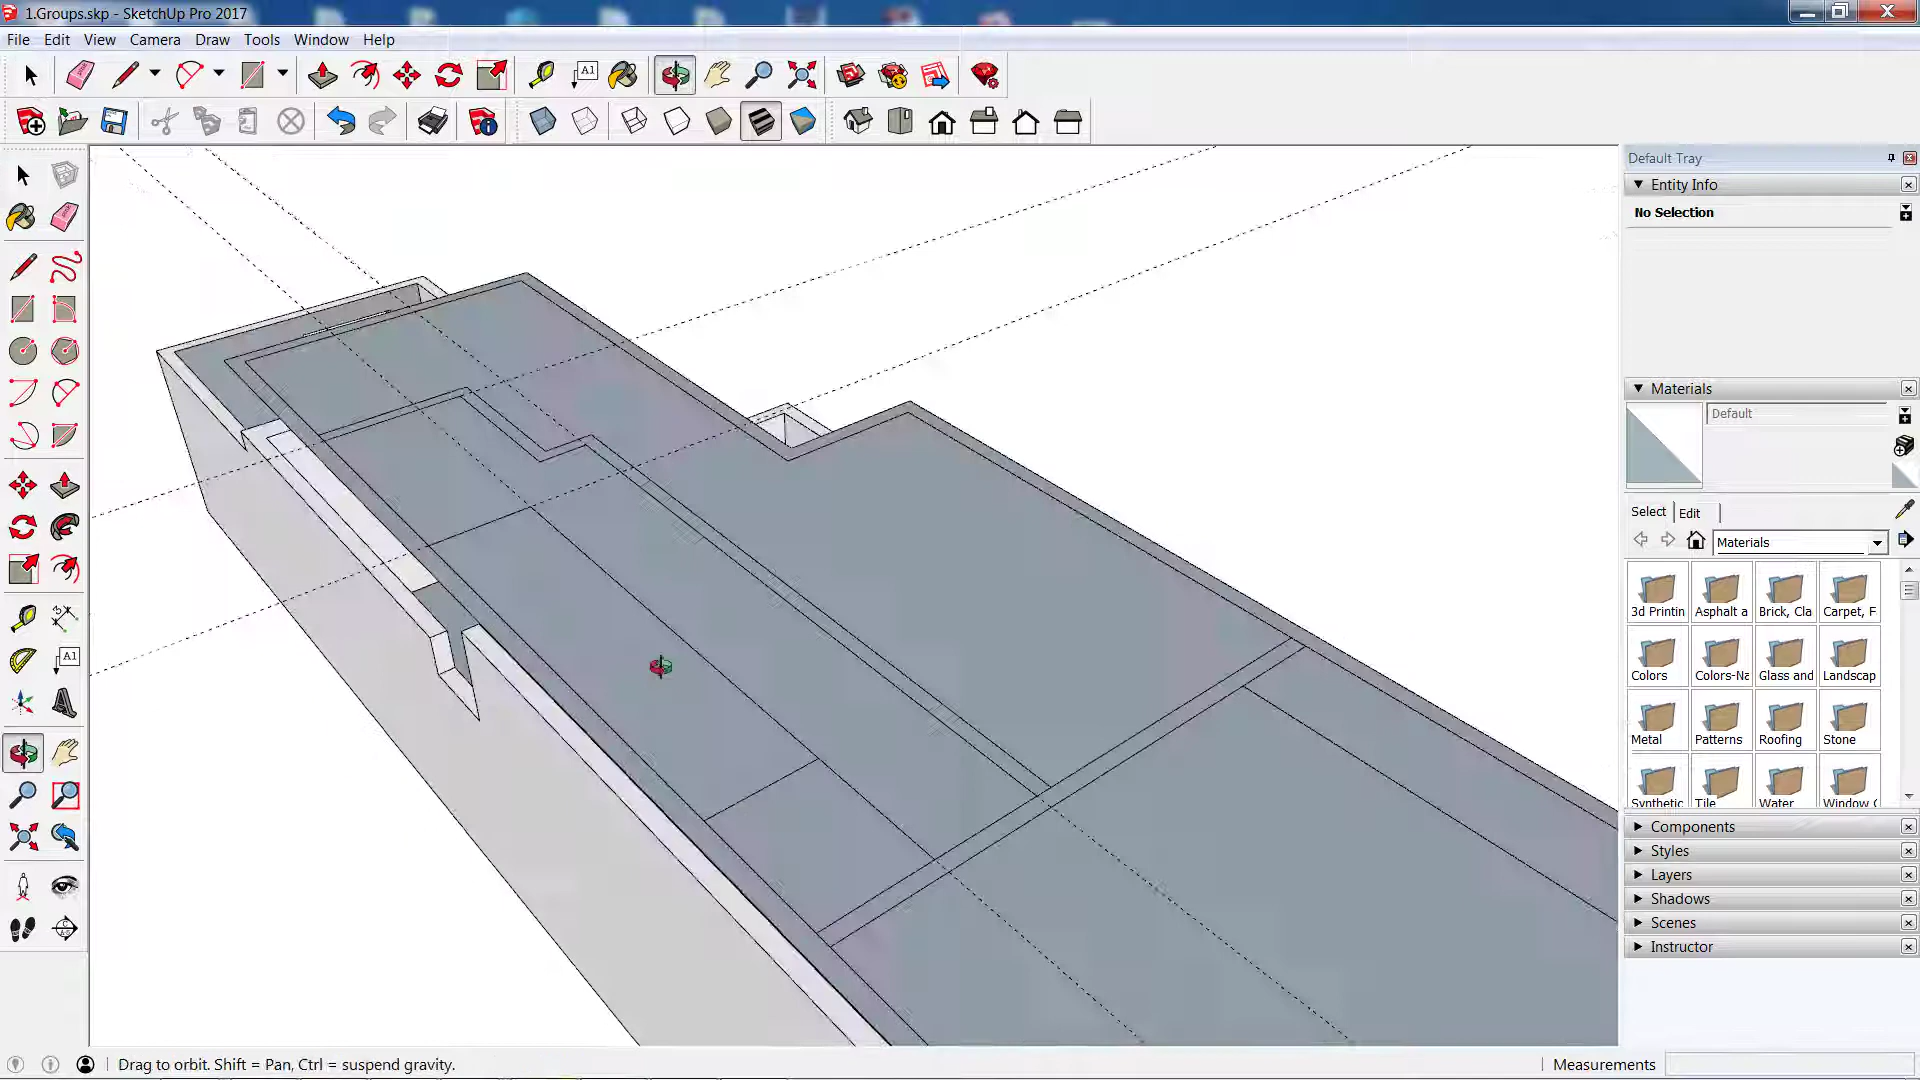 1.Groups.skp - SketchUp Pro 2017
File Edit View Camera Draw Tools Window Help
A1
Default Tray
Entity Info
No Selection
Materials
Default
Select Edit
Materials
3d Printin Asphalt a Brick, Cla Carpet, F
Colors Colors-Na Glass and Landscap
Metal Patterns Roofing Stone
Synthetic Tile Water Window C
A1
Components
Styles
Layers
Shadows
Scenes
Instructor
Drag to orbit. Shift = Pan, Ctrl = suspend gravity.
Measurements